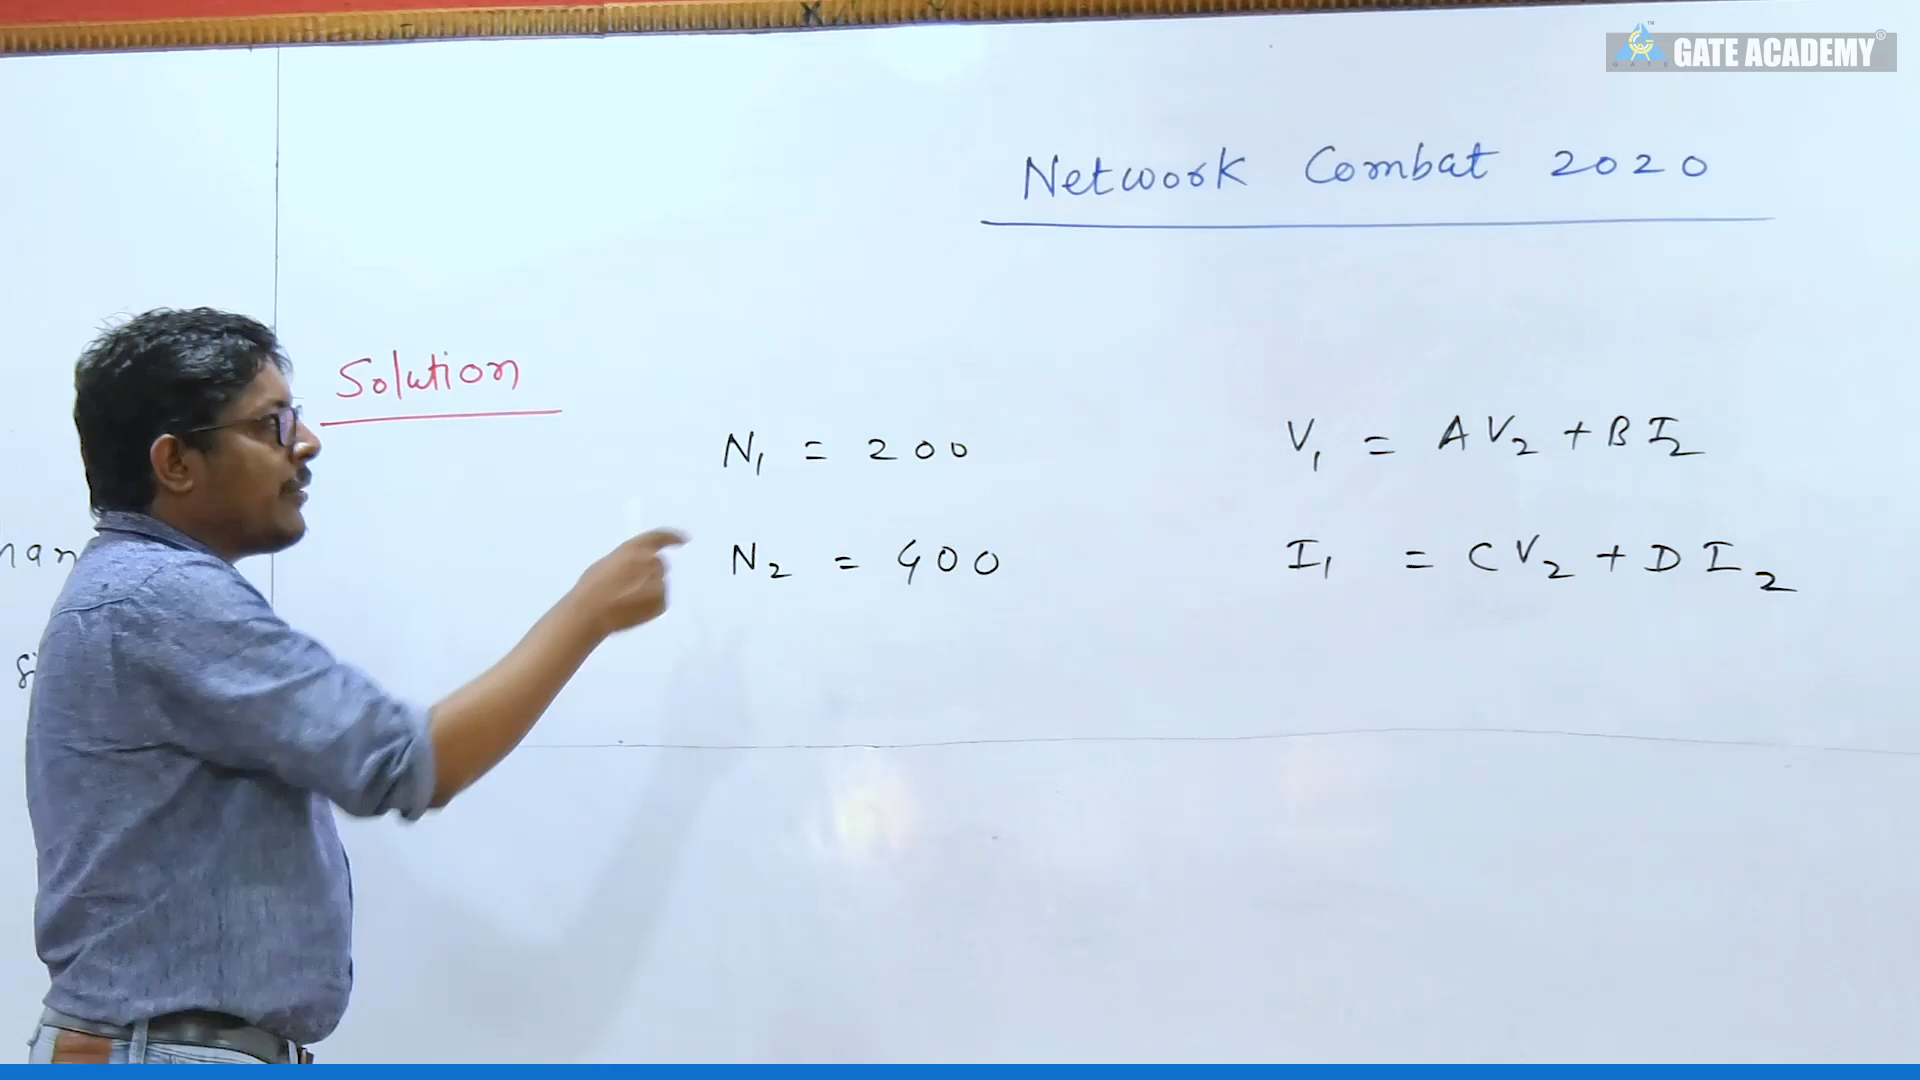 GATE ACADEMY
Network Combat 2020
Solution
N₁ = 200
V₁ = AV₂ + BI₂
N₂ = 400
I₁ = CV₂ + DI₂